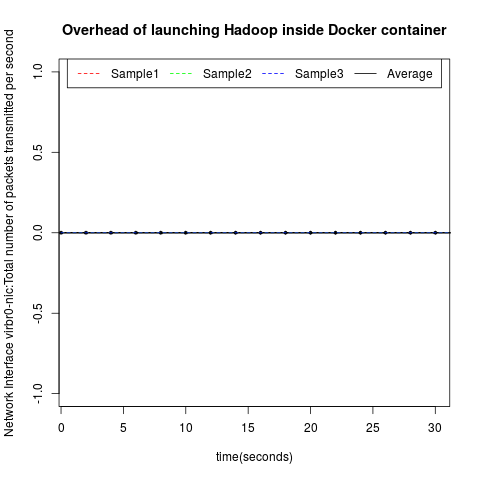 Overhead of launching Hadoop inside Docker container
Network Interface virbr0-nic:Total number of packets transmitted per second
Sample1 Sample2 Sample3 Average
1.0
0.5
0.0
-0.5
-1.0
0 5 10 15 20 25 30
time(seconds)